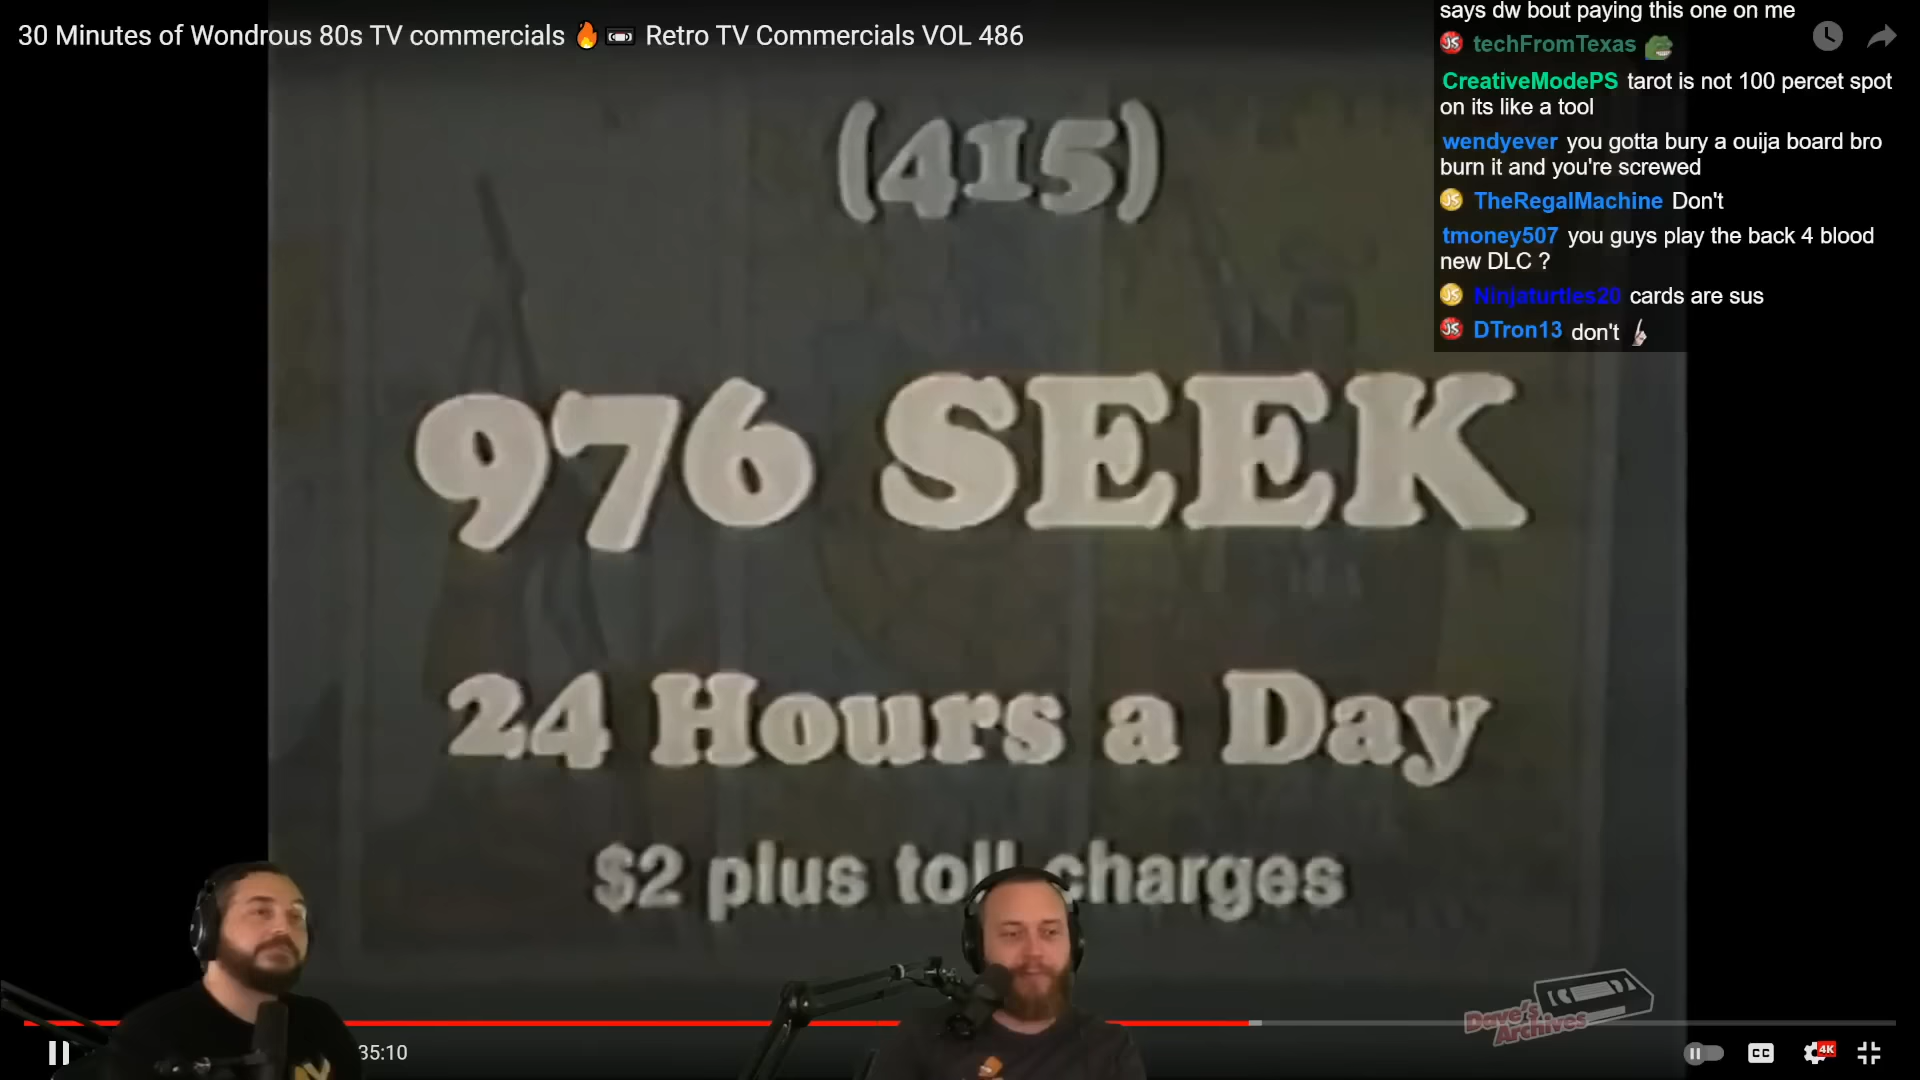 30 Minutes of Wondrous 80s TV commercials 🔥📼 Retro TV Commercials VOL 486
says dw bout paying this one on me
techFromTexas
CreativeModePS tarot is not 100 percet spot
on its like a tool
wendyever you gotta bury a ouija board bro
burn it and you're screwed
TheRegalMachine Don't
tmoney507 you guys play the back 4 blood
new DLC ?
Ninjaturtles20 cards are sus
DTron13 don't
(415)
976 SEEK
24 Hours a Day
$2 plus toll charges
Dave's
Archives
35:10
CC
4K